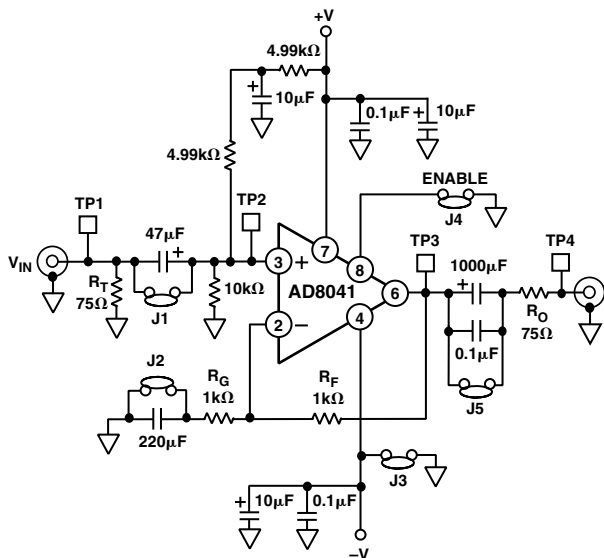 +V
4.99kΩ
+
10µF
0.1µF
+
10µF
4.99kΩ
ENABLE
J4
TP1
TP2
TP3
TP4
47µF
+
VIN
RT
75Ω
J1
10kΩ
3
+
7
8
AD8041
6
2
−
4
1000µF
+
0.1µF
RO
75Ω
J5
J2
220µF
RG
1kΩ
RF
1kΩ
J3
+
10µF
0.1µF
−V